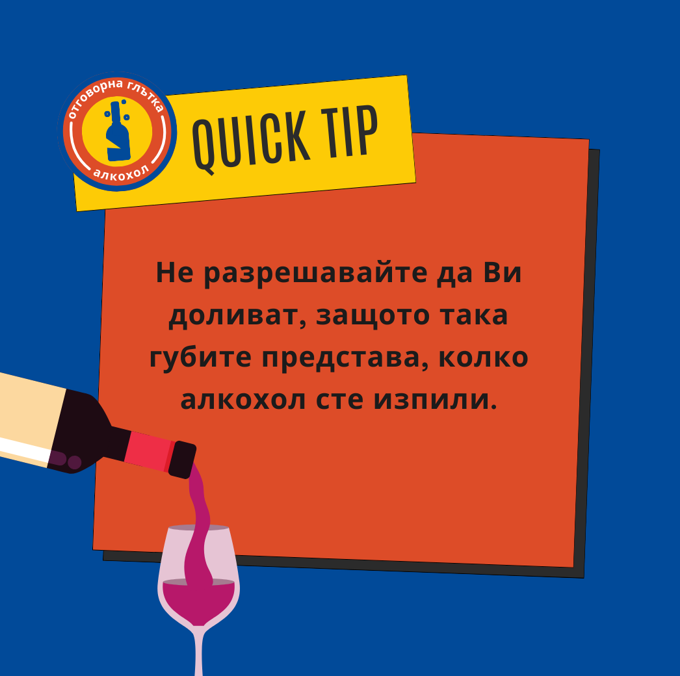 отговорна глътка
алкохол
QUICK TIP
Не разрешавайте да Ви
доливат, защото така
губите представа, колко
алкохол сте изпили.